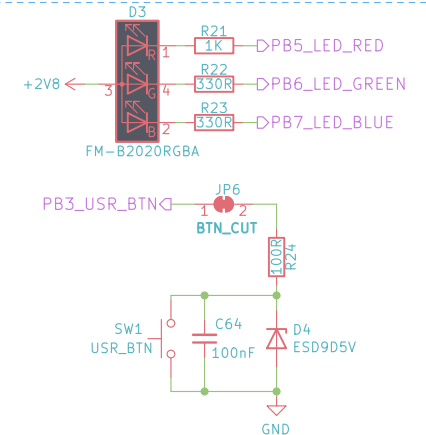 D3
R21
1K
PB5_LED_RED
R 1
R22
330R
PB6_LED_GREEN
+2V8
3 G 4
R23
330R
PB7_LED_BLUE
B 2
FM-B2020RGBA
JP6
PB3_USR_BTN
1 2
BTN_CUT
100R
R24
SW1
USR_BTN
C64
100nF
D4
ESD9D5V
GND